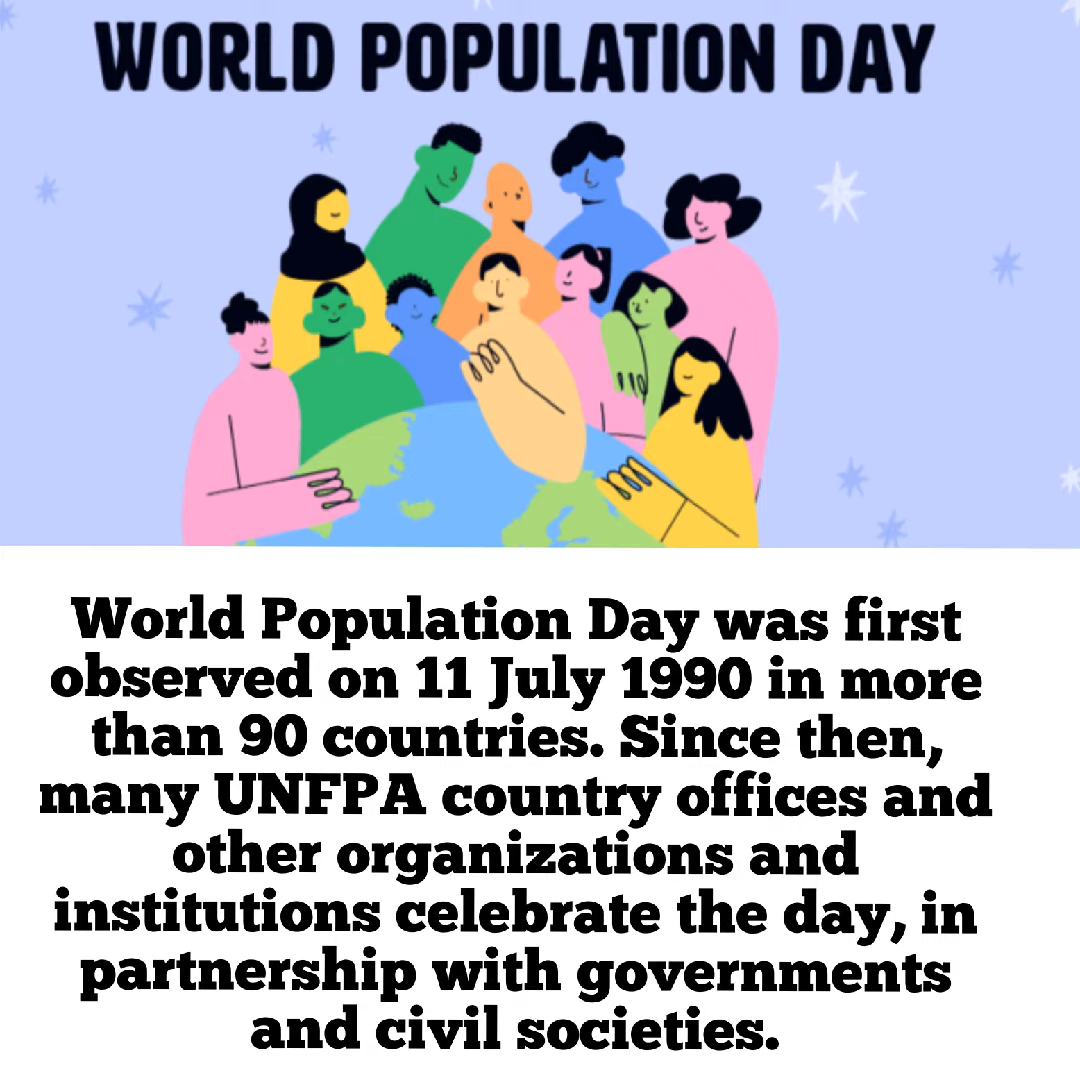 WORLD POPULATION DAY
World Population Day was first
observed on 11 July 1990 in more
than 90 countries. Since then,
many UNFPA country offices and
other organizations and
institutions celebrate the day, in
partnership with governments
and civil societies.